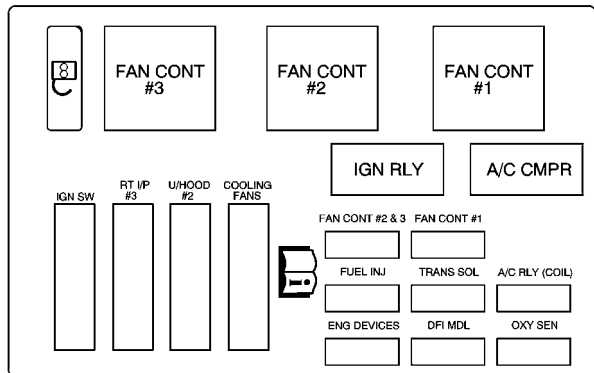 FAN CONT
#3
FAN CONT
#2
FAN CONT
#1
IGN RLY
A/C CMPR
IGN SW
RT I/P
#3
U/HOOD
#2
COOLING
FANS
FAN CONT #2 & 3
FAN CONT #1
FUEL INJ
TRANS SOL
A/C RLY (COIL)
ENG DEVICES
DFI MDL
OXY SEN